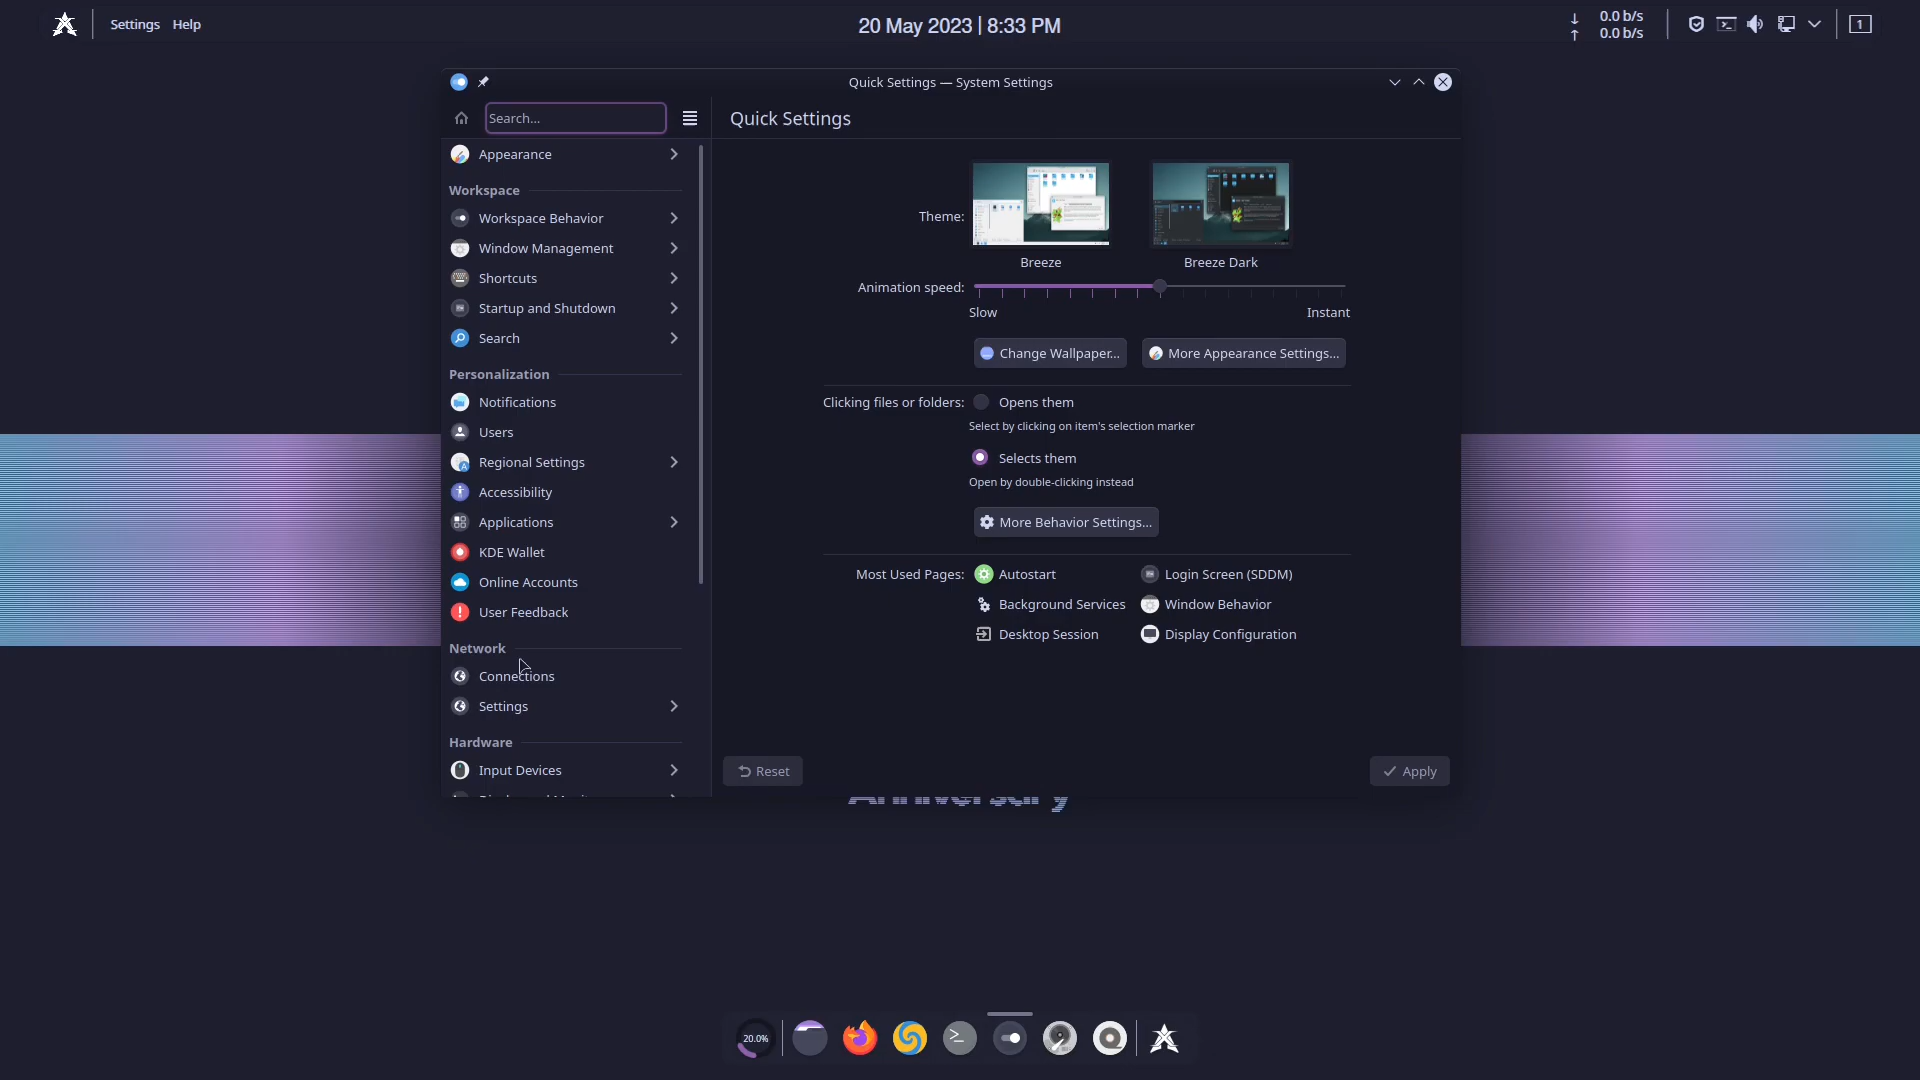 Settings Help
20 May 2023 | 8:33 PM
↓ 0.0 b/s
↑ 0.0 b/s
1
Quick Settings — System Settings
Search...
Quick Settings
Appearance
Workspace
Workspace Behavior
Window Management
Shortcuts
Startup and Shutdown
Search
Personalization
Notifications
Users
Regional Settings
Accessibility
Applications
KDE Wallet
Online Accounts
User Feedback
Network
Connections
Settings
Hardware
Input Devices
Theme:
Breeze
Breeze Dark
Animation speed:
Slow
Instant
Change Wallpaper...
More Appearance Settings...
Clicking files or folders:
Opens them
Select by clicking on item's selection marker
Selects them
Open by double-clicking instead
More Behavior Settings...
Most Used Pages:
Autostart
Login Screen (SDDM)
Background Services
Window Behavior
Desktop Session
Display Configuration
Reset
Apply
20.0%